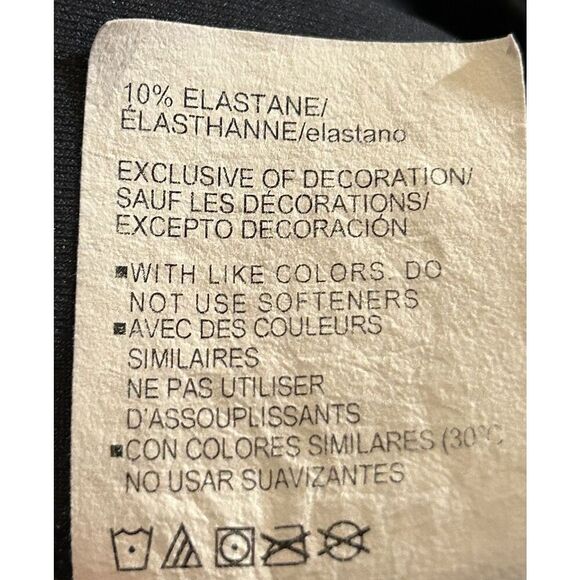 10% ELASTANE/
ÉLASTHANNE/elastano
EXCLUSIVE OF DECORATION/
SAUF LES DÉCORATIONS/
EXCEPTO DECORACIÓN
■WITH LIKE COLORS. DO
NOT USE SOFTENERS
■AVEC DES COULEURS
SIMILAIRES
NE PAS UTILISER
D'ASSOUPLISSANTS
■CON COLORES SIMILARES (30°C
NO USAR SUAVIZANTES